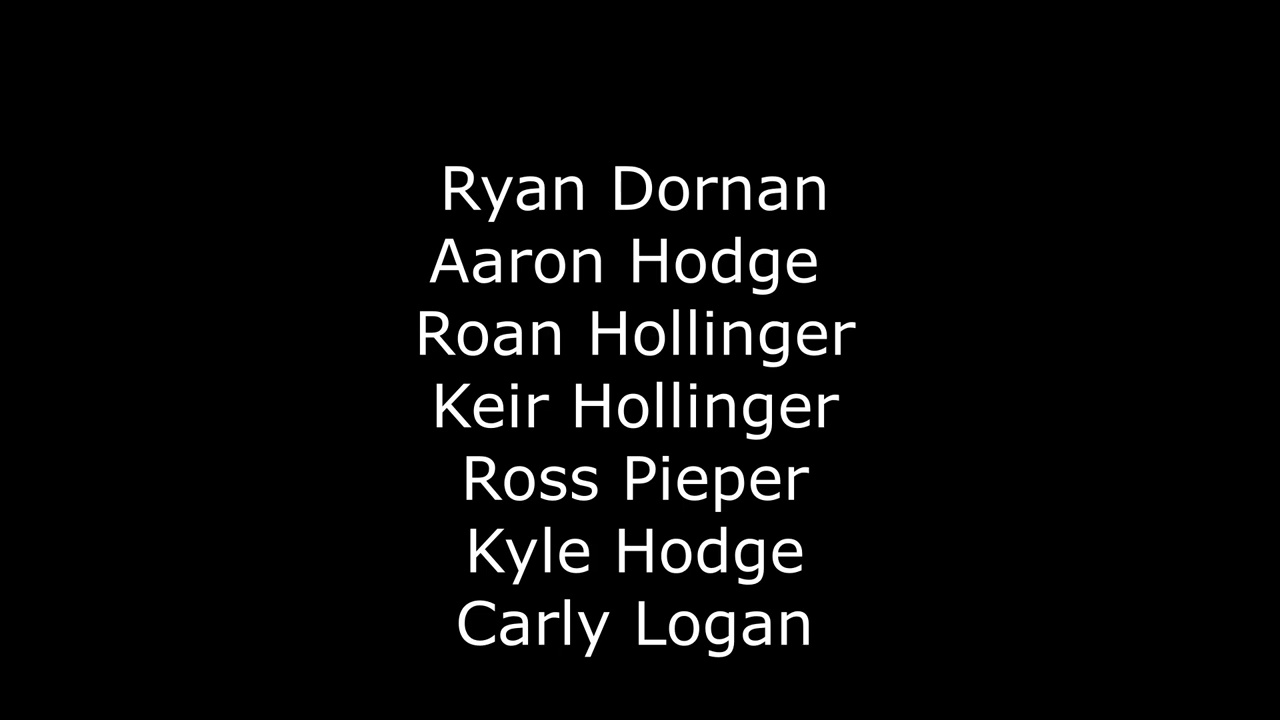 Ryan Dornan
Aaron Hodge
Roan Hollinger
Keir Hollinger
Ross Pieper
Kyle Hodge
Carly Logan